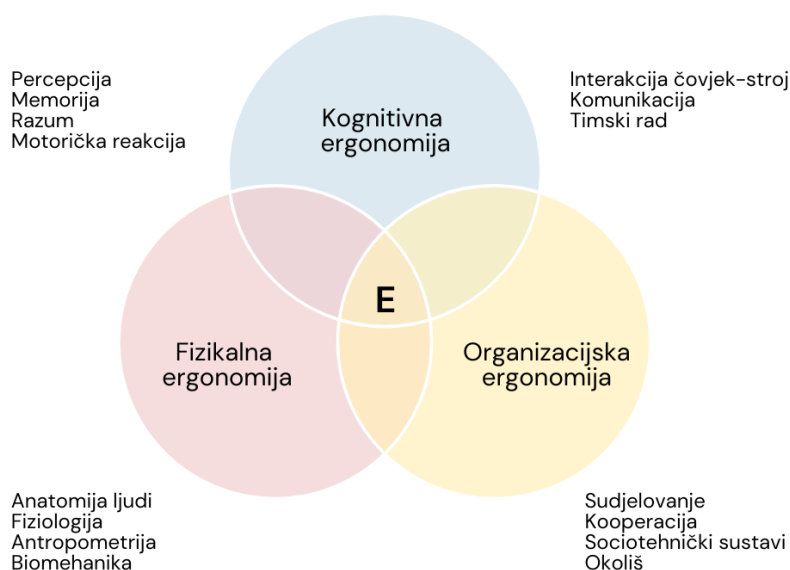 Percepcija
Memorija
Razum
Motorička reakcija
Interakcija čovjek-stroj
Komunikacija
Timski rad
Kognitivna
ergonomija
E
Fizikalna
ergonomija
Organizacijska
ergonomija
Anatomija ljudi
Fiziologija
Antropometrija
Biomehanika
Sudjelovanje
Kooperacija
Sociotehnički sustavi
Okoliš